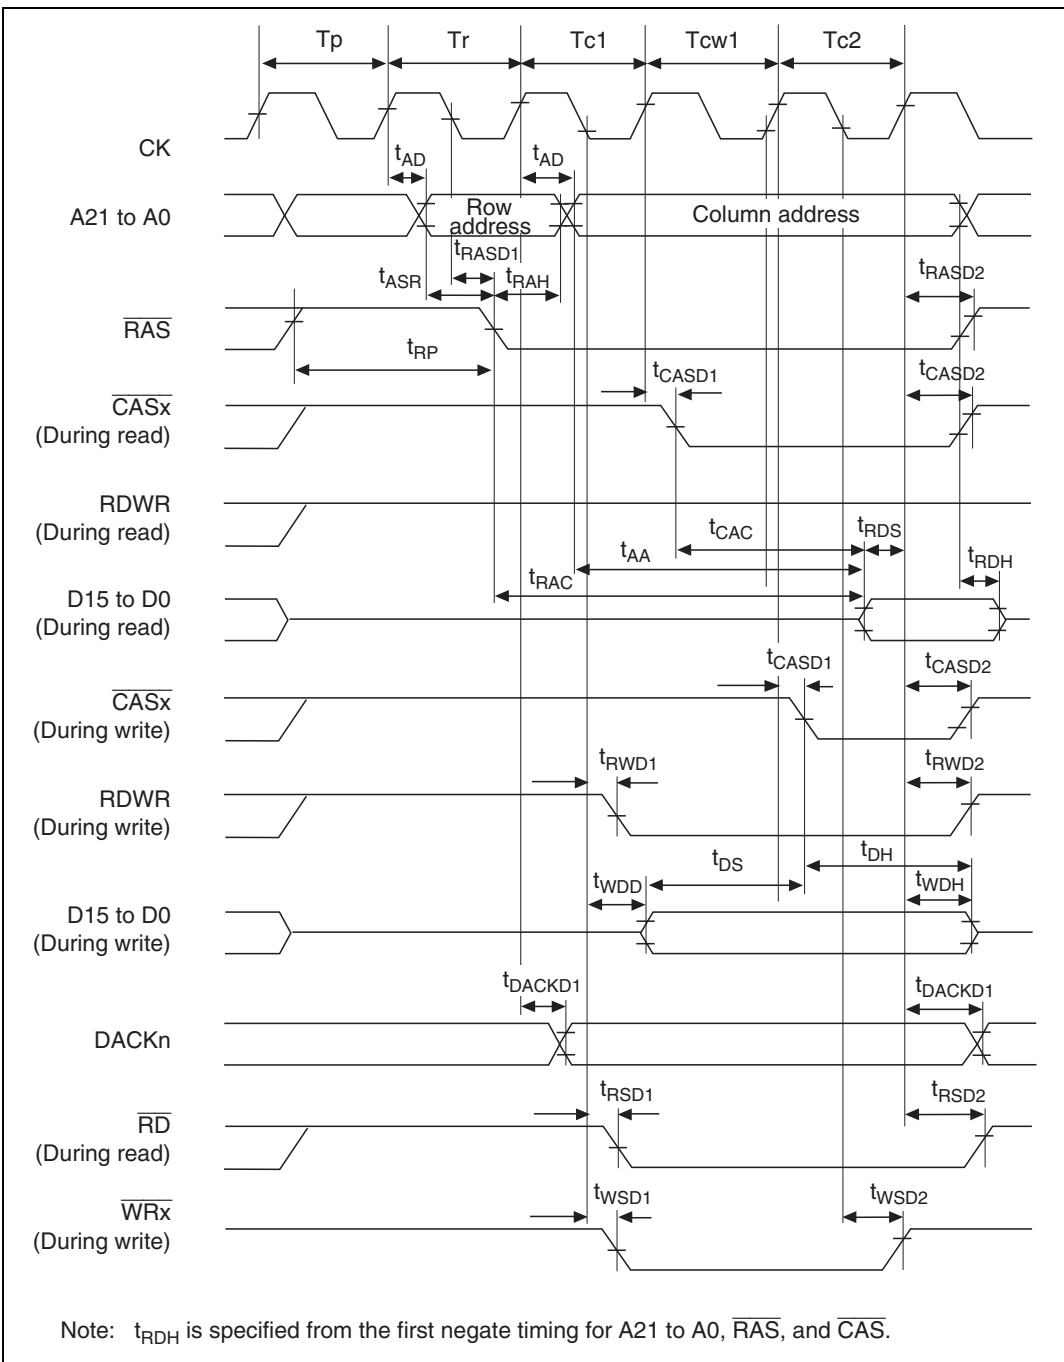 Tp Tr Tc1 Tcw1 Tc2
CK
tAD tAD
A21 to A0
Row address
Column address
tRASD1
tASR tRAH tRASD2
RAS
tRP
tCASD1 tCASD2
CASx
(During read)
RDWR
(During read)
tCAC tRDS
tAA tRDH
tRAC
D15 to D0
(During read)
tCASD1 tCASD2
CASx
(During write)
tRWD1 tRWD2
RDWR
(During write)
tDS tDH
tWDD tWDH
D15 to D0
(During write)
tDACKD1 tDACKD1
DACKn
tRSD1 tRSD2
RD
(During read)
tWSD1 tWSD2
WRx
(During write)
Note: tRDH is specified from the first negate timing for A21 to A0, RAS, and CAS.